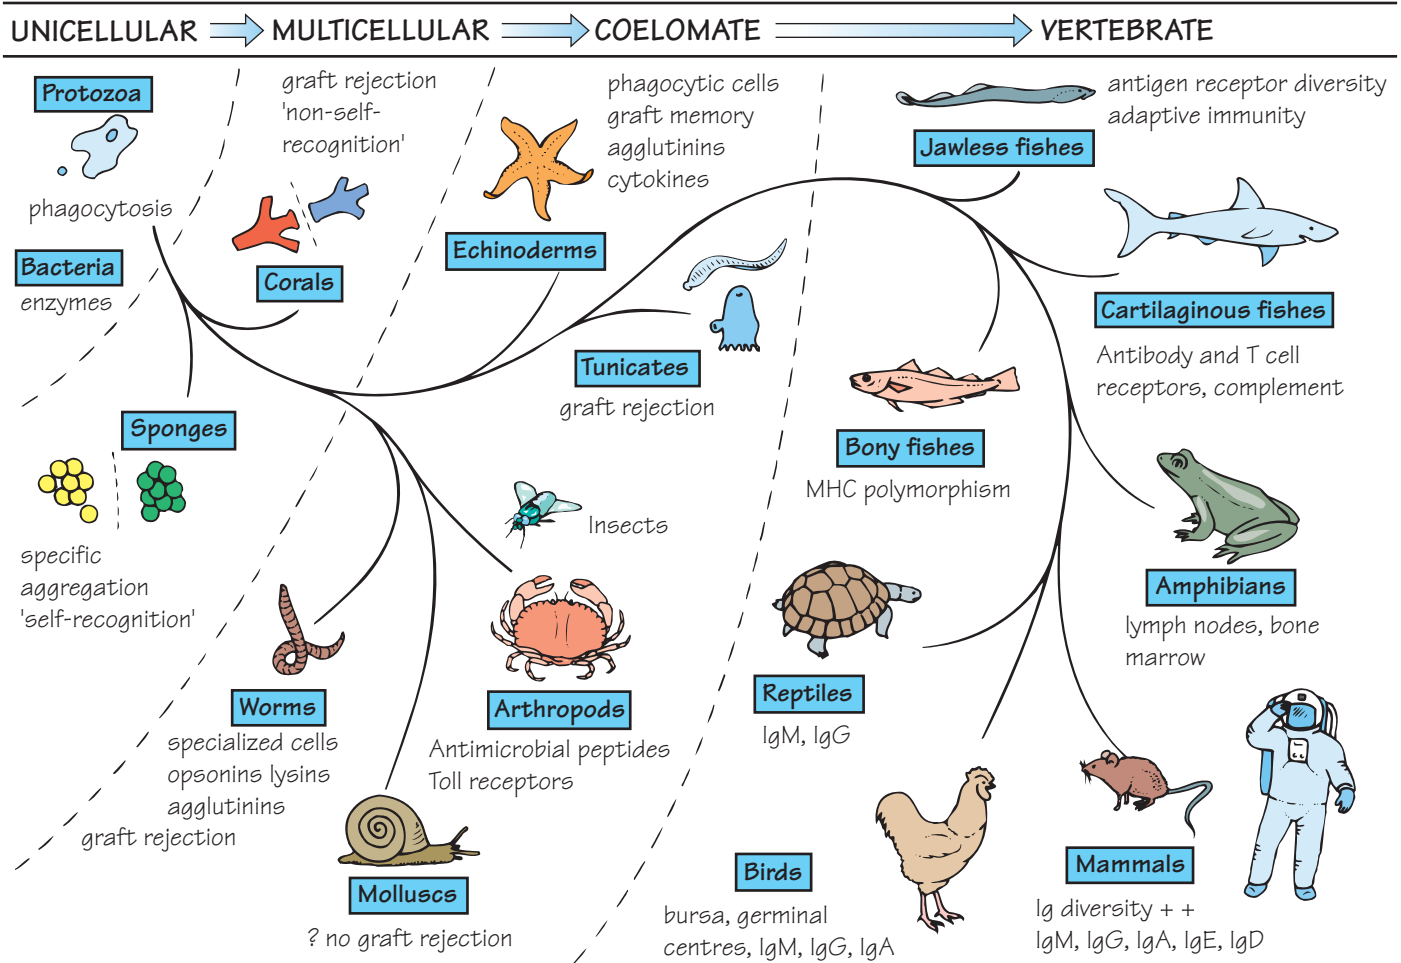 UNICELLULAR
MULTICELLULAR
COELOMATE
VERTEBRATE
Protozoa
phagocytosis
Bacteria
enzymes
graft rejection
'non-self-
recognition'
Corals
Sponges
specific
aggregation
'self-recognition'
phagocytic cells
graft memory
agglutinins
cytokines
Echinoderms
Tunicates
graft rejection
Insects
Worms
specialized cells
opsonins lysins
agglutinins
graft rejection
Arthropods
Antimicrobial peptides
Toll receptors
Molluscs
? no graft rejection
antigen receptor diversity
adaptive immunity
Jawless fishes
Cartilaginous fishes
Antibody and T cell
receptors, complement
Bony fishes
MHC polymorphism
Amphibians
lymph nodes, bone
marrow
Reptiles
IgM, IgG
Birds
bursa, germinal
centres, IgM, IgG, IgA
Mammals
Ig diversity + +
IgM, IgG, IgA, IgE, IgD